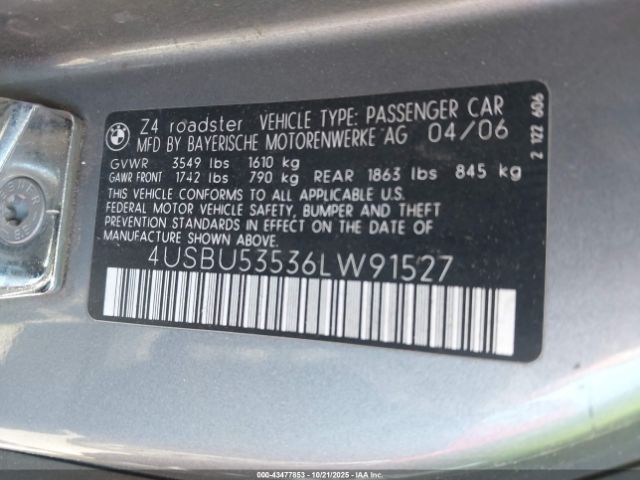 BMW
Z4 roadster VEHICLE TYPE: PASSENGER CAR
MFD BY BAYERISCHE MOTORENWERKE AG 04/06
GVWR 3549 lbs 1610 kg
GAWR FRONT 1742 lbs 790 kg REAR 1863 lbs 845 kg
THIS VEHICLE CONFORMS TO ALL APPLICABLE U.S.
FEDERAL MOTOR VEHICLE SAFETY, BUMPER AND THEFT
PREVENTION STANDARDS IN EFFECT ON THE DATE
OF MANUFACTURE SHOWN ABOVE.
4USBU53536LW91527
2 122 606
© 43477853 - 10/21/2025 - IAA Inc.